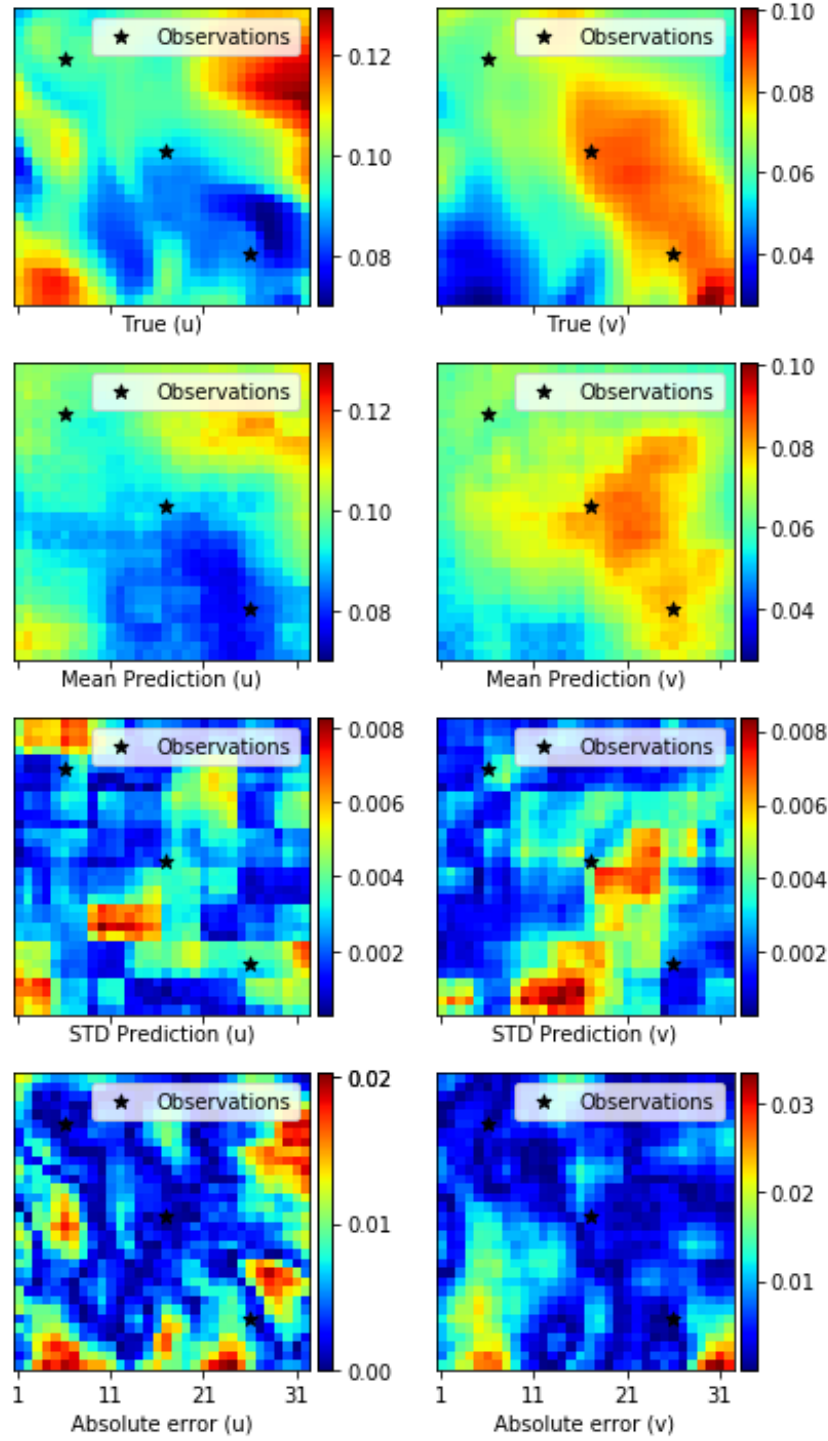 Observations
0.12
0.10
0.08
True (u)
Observations
0.10
0.08
0.06
0.04
True (v)
Observations
0.12
0.10
0.08
Mean Prediction (u)
Observations
0.10
0.08
0.06
0.04
Mean Prediction (v)
Observations
0.008
0.006
0.004
0.002
STD Prediction (u)
Observations
0.008
0.006
0.004
0.002
STD Prediction (v)
Observations
0.02
0.01
0.00
1 11 21 31
Absolute error (u)
Observations
0.03
0.02
0.01
1 11 21 31
Absolute error (v)